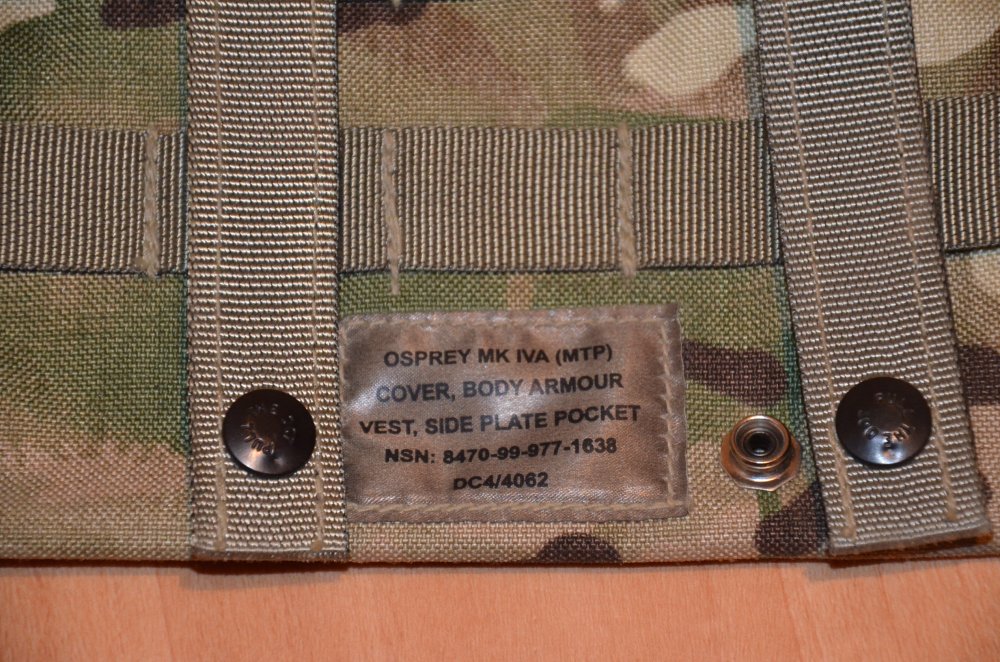 OSPREY MK IVA (MTP)
COVER, BODY ARMOUR
VEST, SIDE PLATE POCKET
NSN: 8470-99-977-1638
DC4/4062